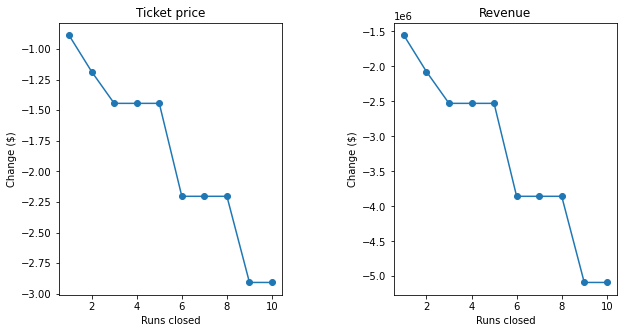 Ticket price
Change ($)
−1.00
−1.25
−1.50
−1.75
−2.00
−2.25
−2.50
−2.75
−3.00
2 4 6 8 10
Runs closed
Revenue
1e6
Change ($)
−1.5
−2.0
−2.5
−3.0
−3.5
−4.0
−4.5
−5.0
2 4 6 8 10
Runs closed